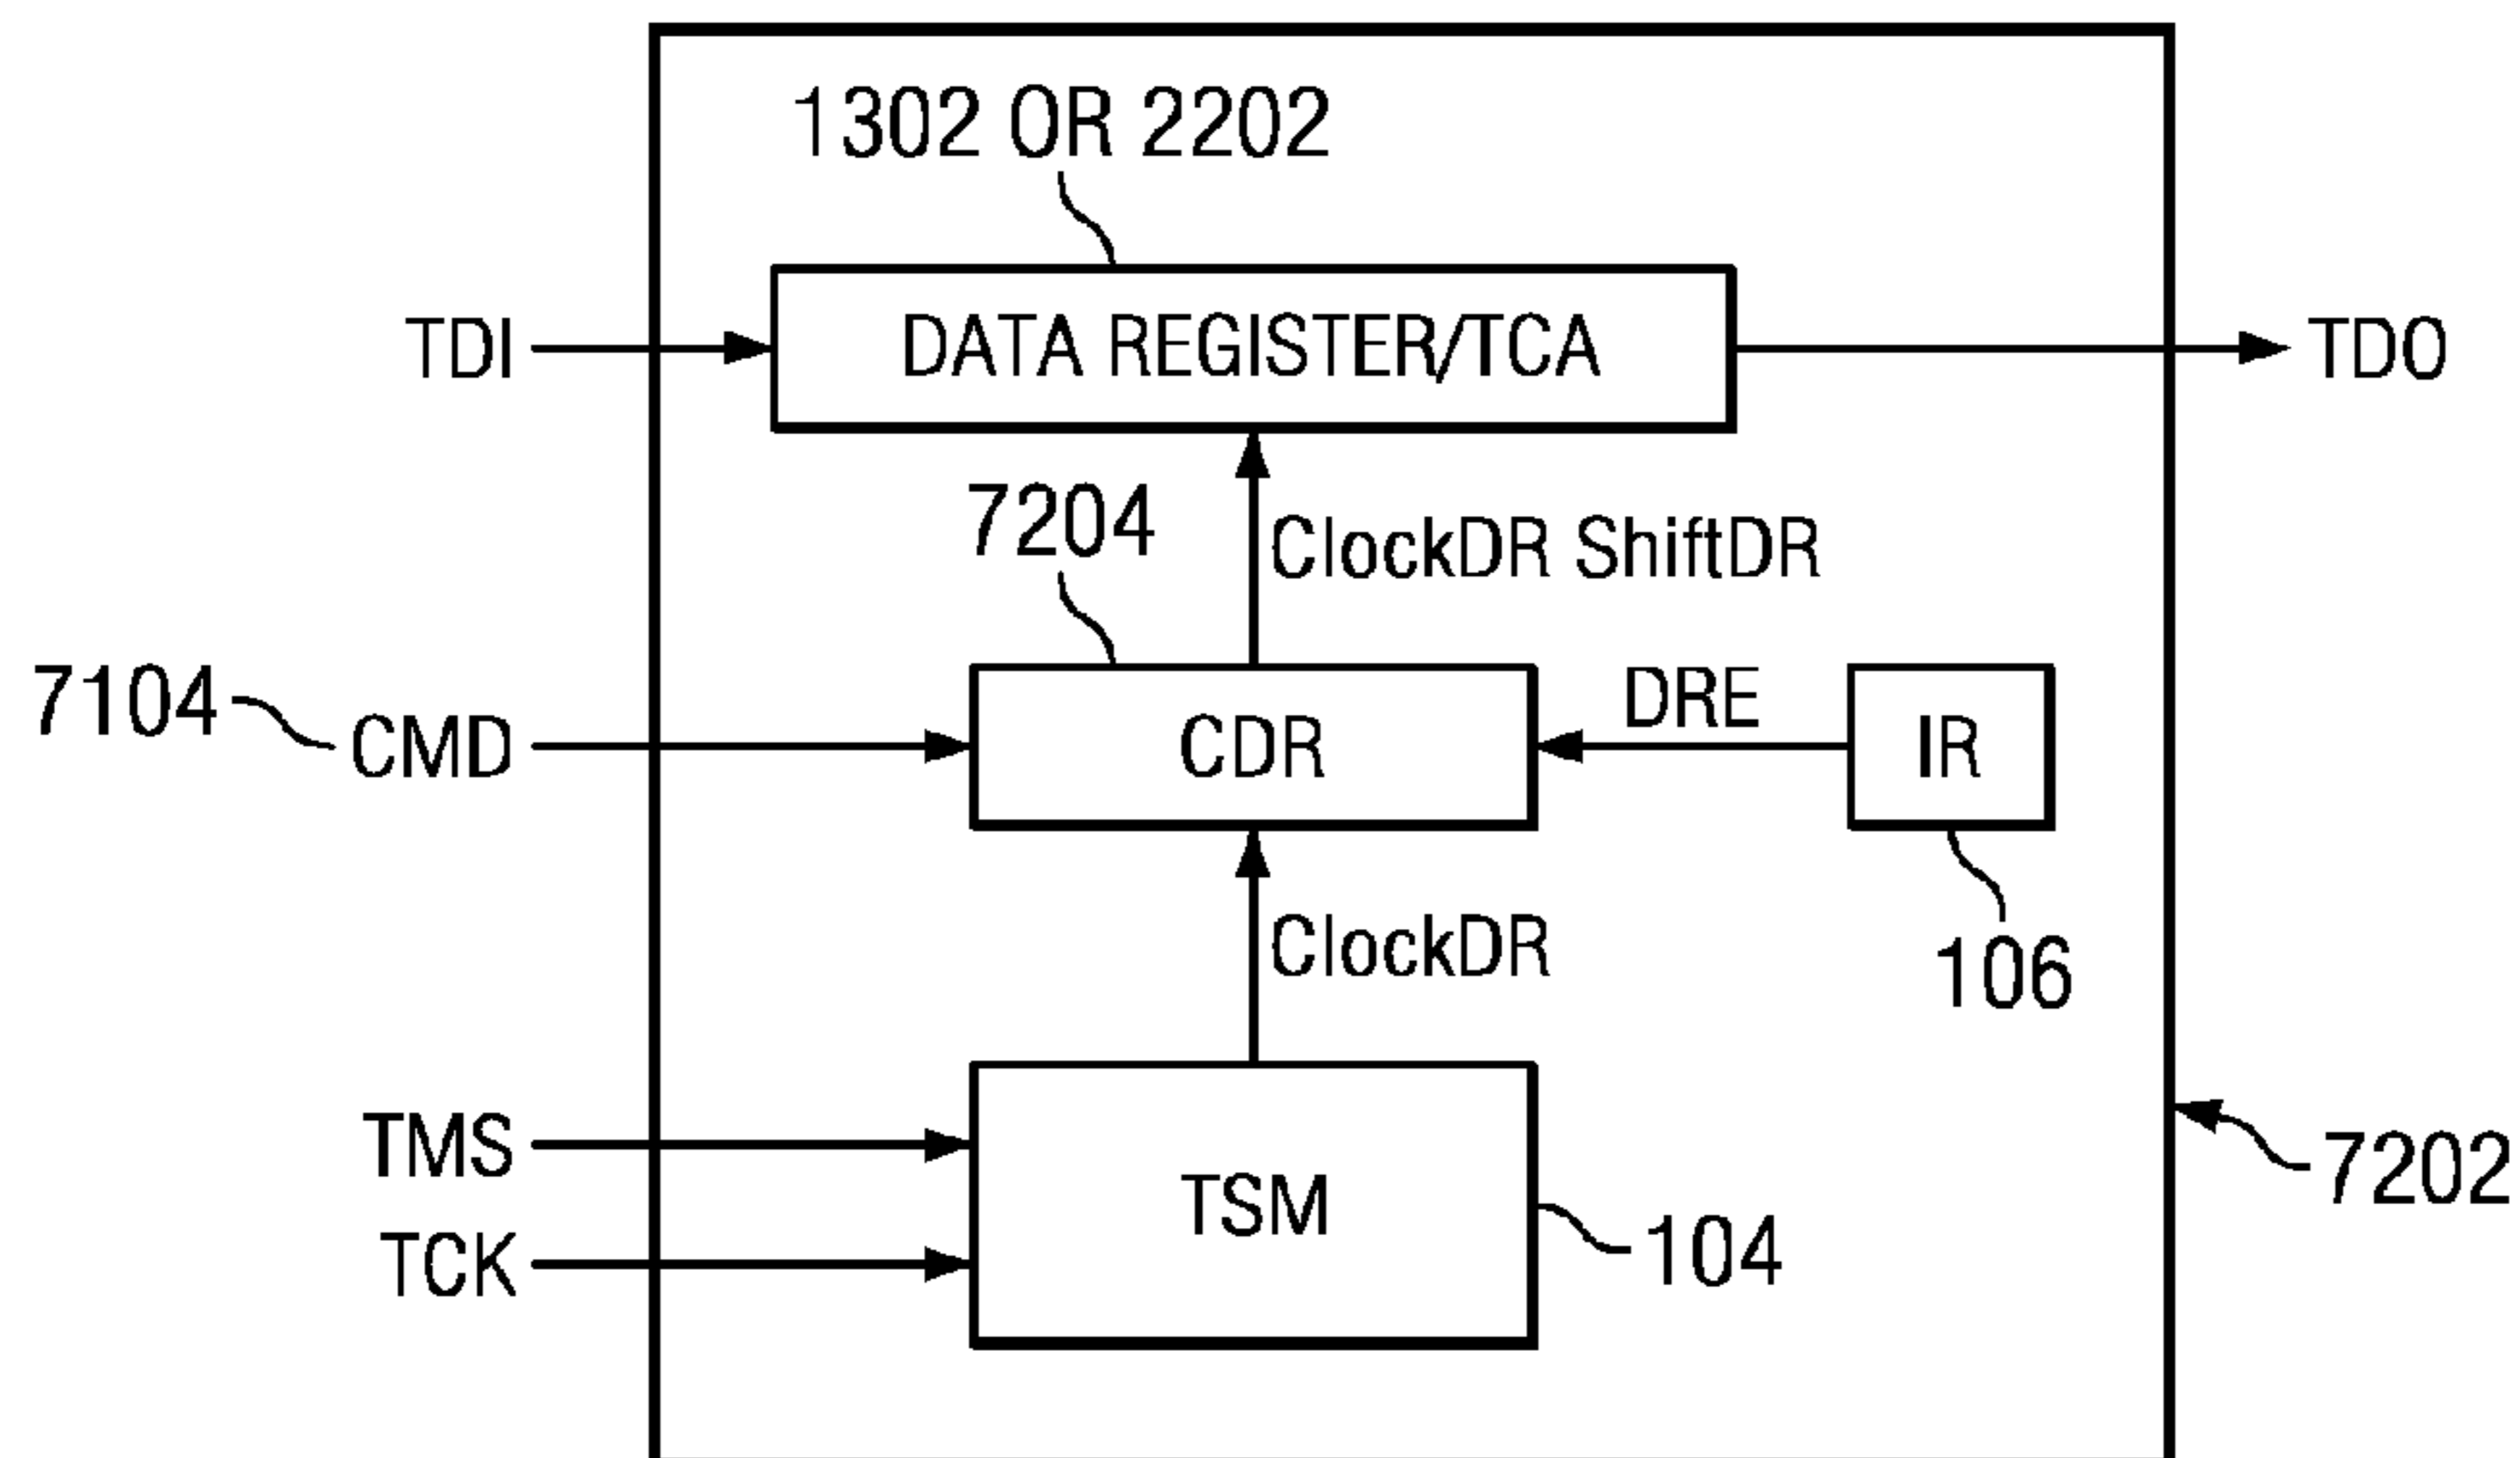 1302 OR 2202
TDI
DATA REGISTER/TCA
TDO
7204
ClockDR ShiftDR
7104
CMD
CDR
DRE
IR
ClockDR
106
TMS
TCK
TSM
104
7202